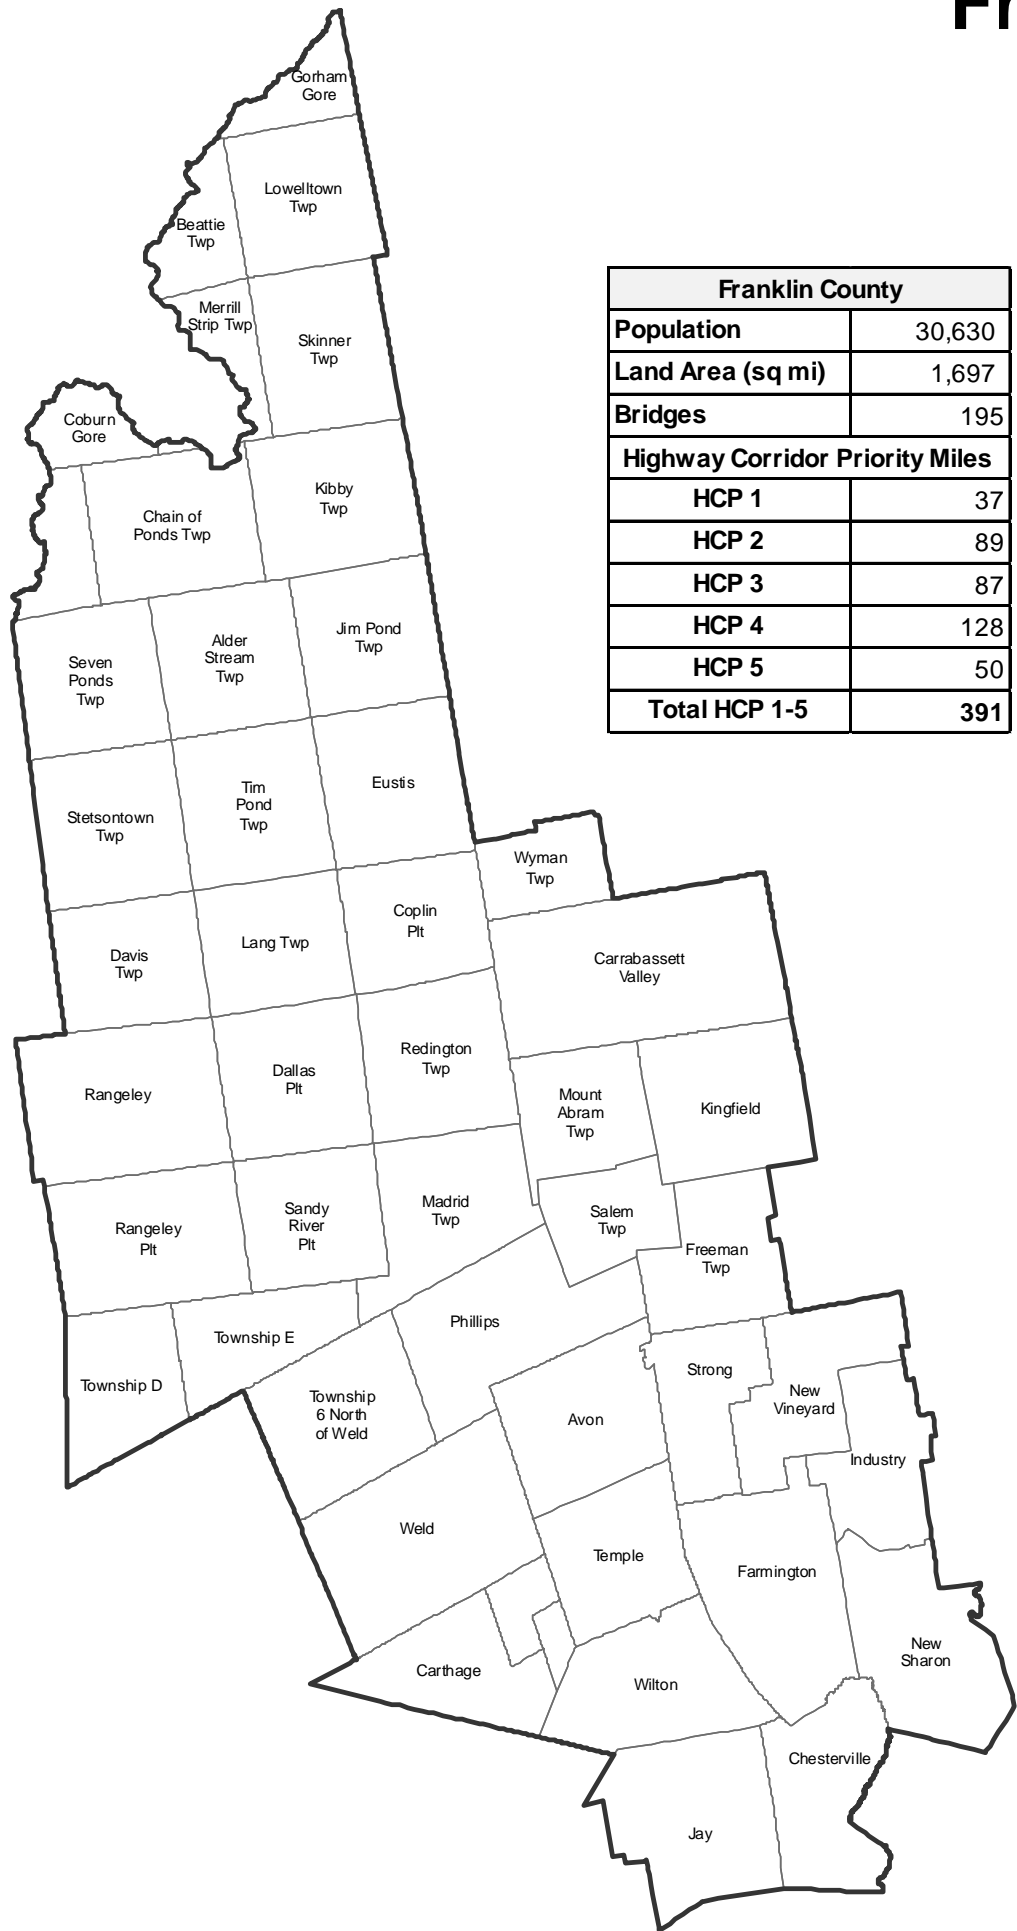 Fr
Gorham
Gore
Lowelltown
Twp
Beattie
Twp
Merrill
Strip Twp
Skinner
Twp
Coburn
Gore
Kibby
Twp
Chain of
Ponds Twp
Jim Pond
Twp
Alder
Stream
Twp
Seven
Ponds
Twp
Eustis
Tim
Pond
Twp
Stetsontown
Twp
Wyman
Twp
Coplin
Plt
Lang Twp
Davis
Twp
Carrabassett
Valley
Redington
Twp
Dallas
Plt
Rangeley
Mount
Abram
Twp
Kingfield
Madrid
Twp
Sandy
River
Plt
Rangeley
Plt
Salem
Twp
Freeman
Twp
Phillips
Township E
Township D
Strong
New
Vineyard
Township
6 North
of Weld
Avon
Industry
Weld
Temple
Farmington
New
Sharon
Carthage
Wilton
Chesterville
Jay
Franklin County
Population 30,630
Land Area (sq mi) 1,697
Bridges 195
Highway Corridor Priority Miles
HCP 1 37
HCP 2 89
HCP 3 87
HCP 4 128
HCP 5 50
Total HCP 1-5 391